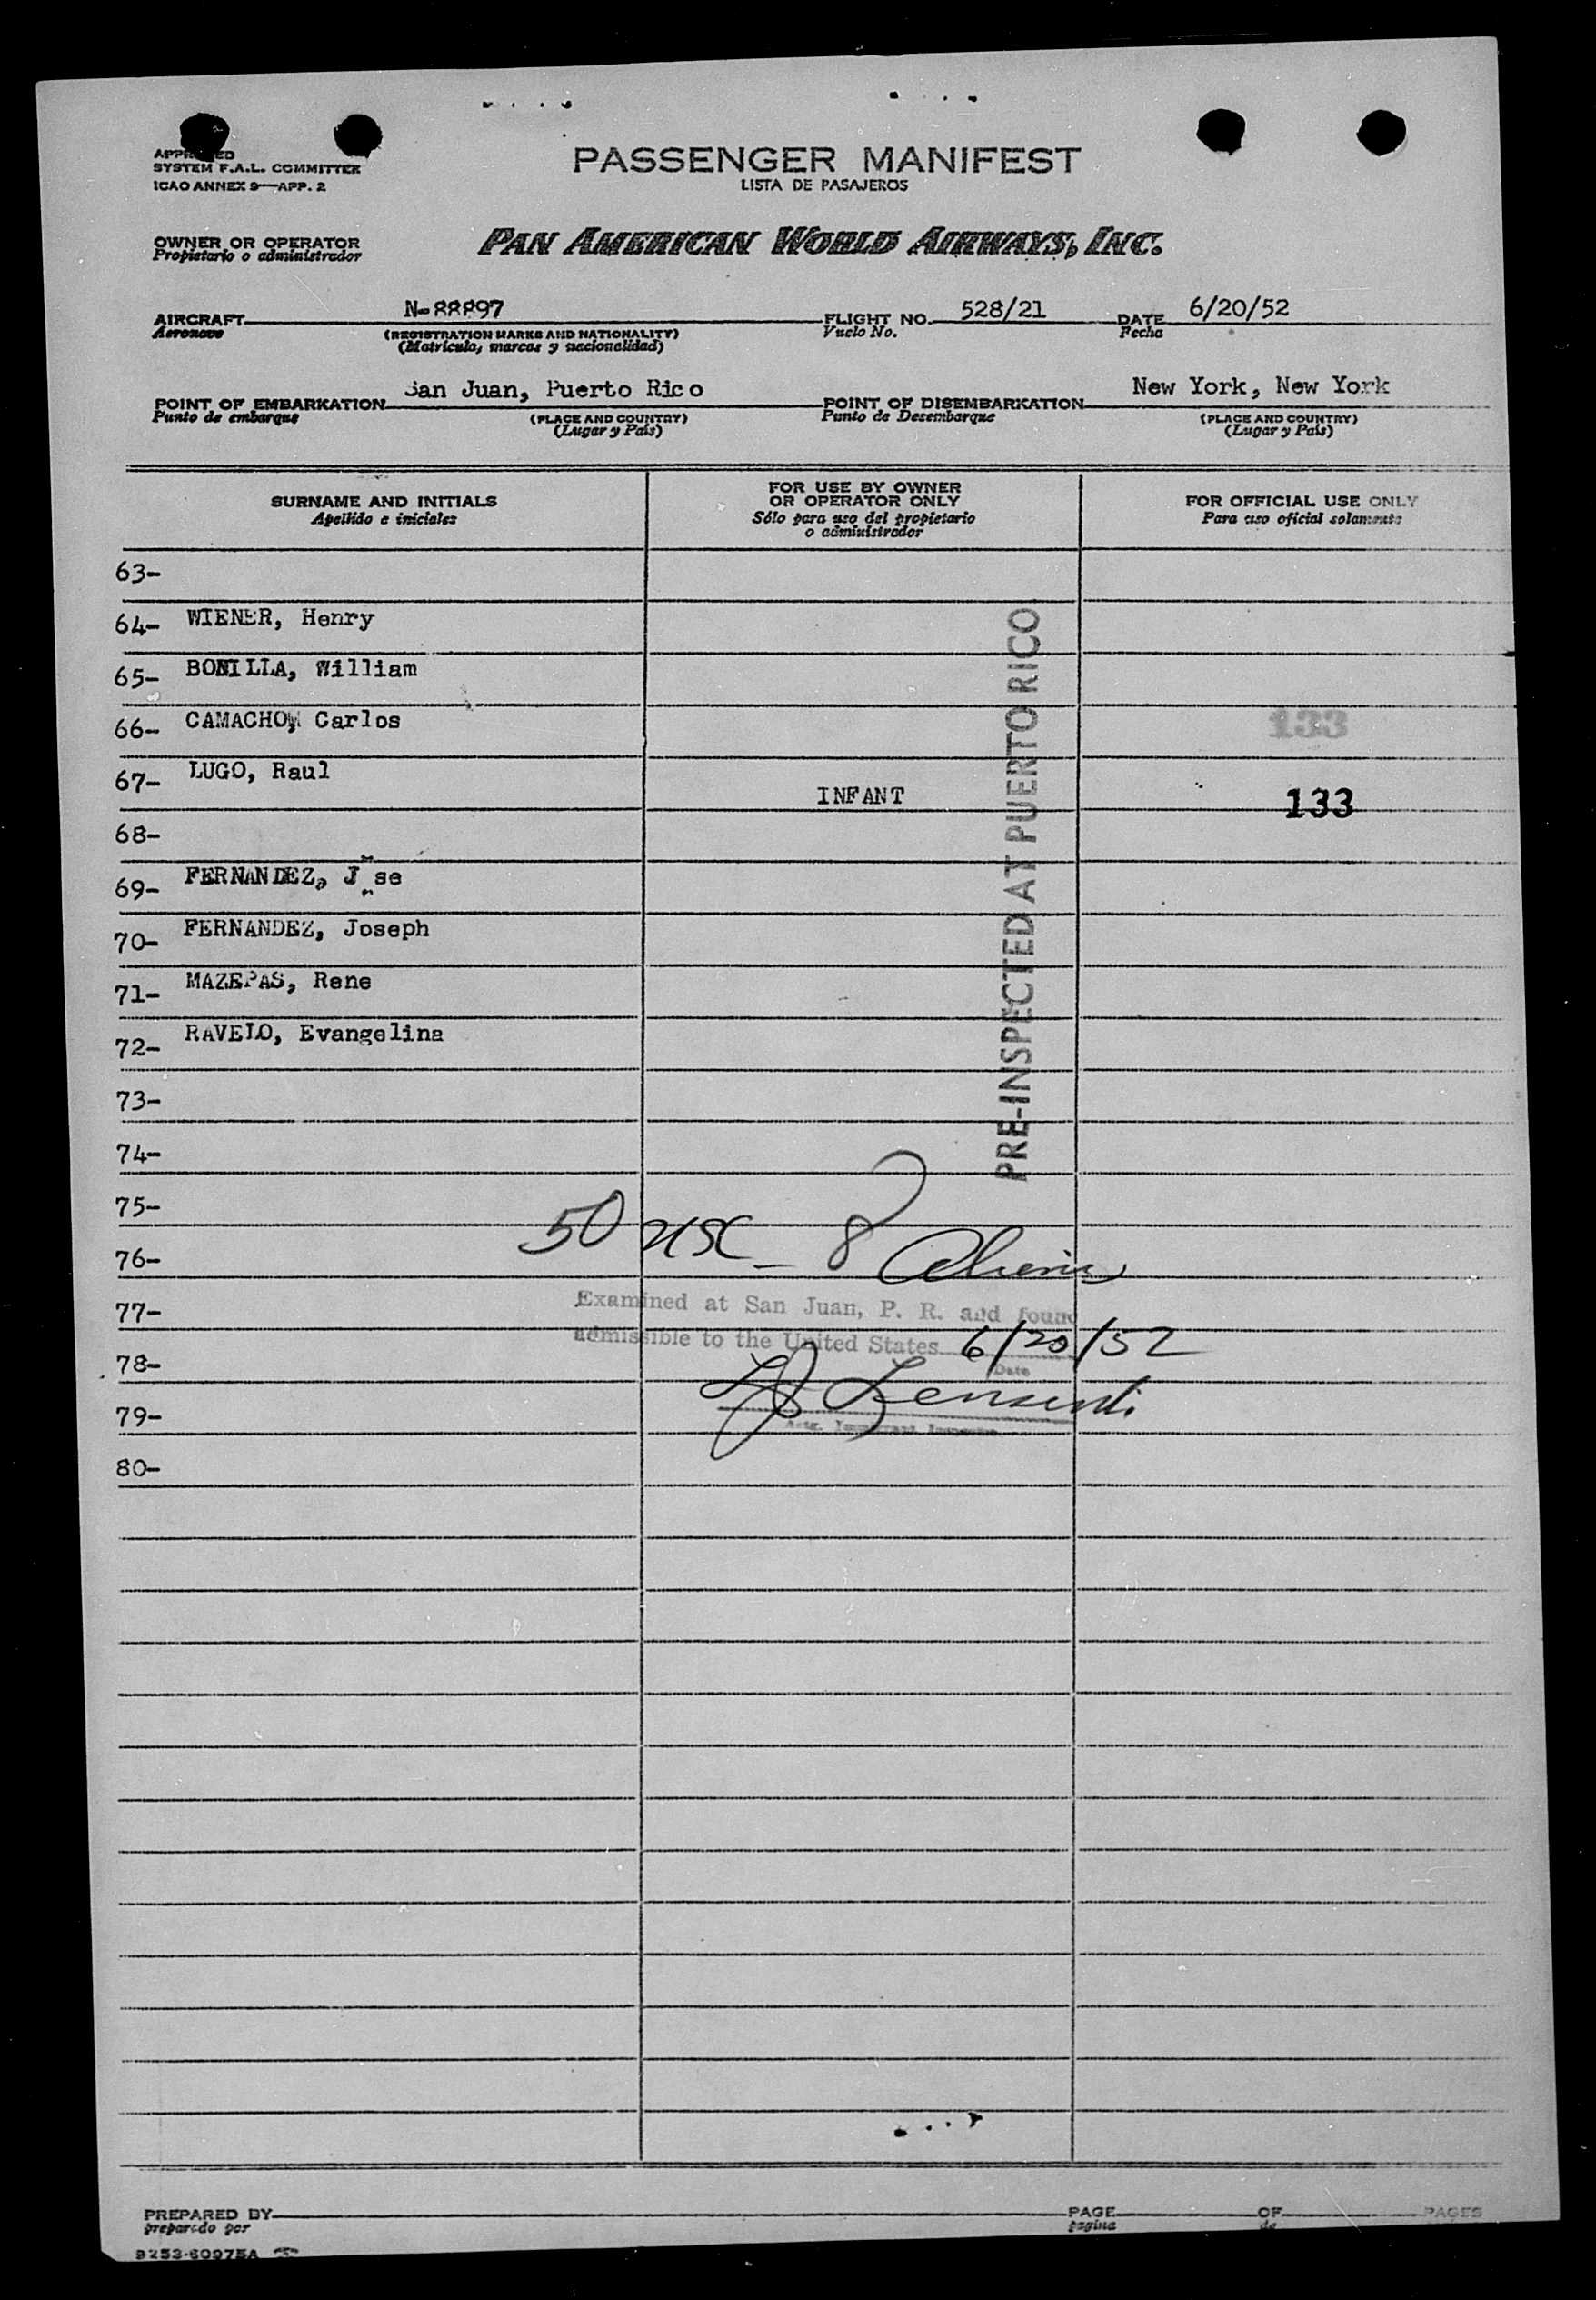 APPROVED
SYSTEM F.A.L. COMMITTEE
ICAO ANNEX 9—APP. 2
PASSENGER MANIFEST
LISTA DE PASAJEROS
OWNER OR OPERATOR
Propietario o administrador
PAN AMERICAN WORLD AIRWAYS, INC.
AIRCRAFT N-88897 FLIGHT NO. 528/21 DATE 6/20/52
Aeronave (REGISTRATION MARKS AND NATIONALITY) Vuelo No. Fecha
(Matrícula, marcas y nacionalidad)
POINT OF EMBARKATION San Juan, Puerto Rico POINT OF DISEMBARKATION New York, New York
Punto de embarque (PLACE AND COUNTRY) Punto de Desembarque (PLACE AND COUNTRY)
(Lugar y País) (Lugar y País)
SURNAME AND INITIALS
Apellido e iniciales
FOR USE BY OWNER
OR OPERATOR ONLY
Sólo para uso del propietario
o administrador
FOR OFFICIAL USE ONLY
Para uso oficial solamente
63-
64- WIENER, Henry
65- BONILLA, William
66- CAMACHO, Carlos 133
67- LUGO, Raul
INFANT 133
68-
69- FERNANDEZ, J se
70- FERNANDEZ, Joseph
71- MAZEPAS, Rene
72- RAVELO, Evangelina
73-
74-
75-
76-
77-
78-
79-
80-
PRE-INSPECTED AT PUERTO RICO
50 USC - 8 Aliens
Examined at San Juan, P. R. and found
admissible to the United States 6/20/52
Date
PREPARED BY PAGE OF PAGES
preparado por pagina de
9253-60975A